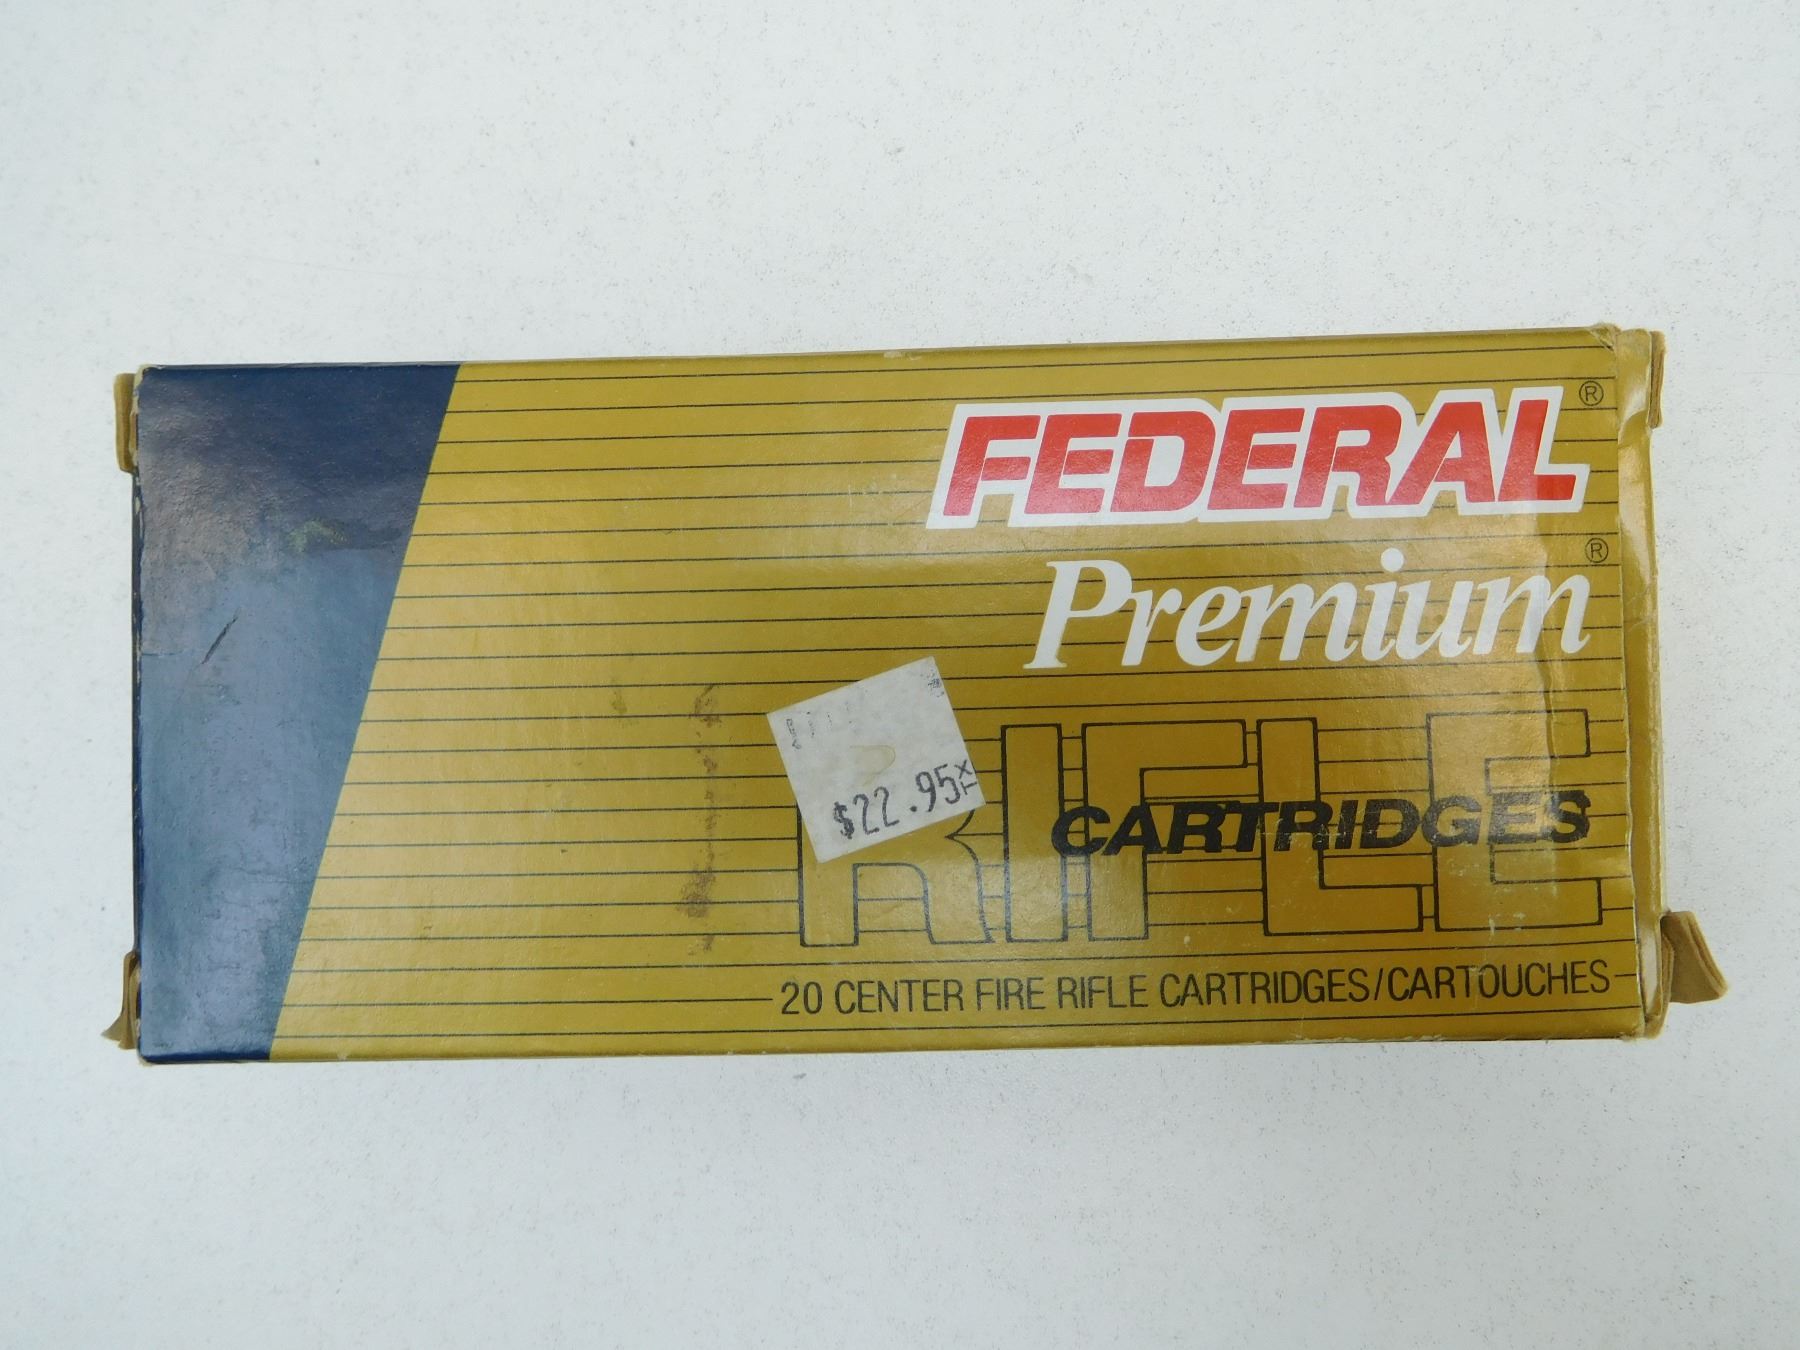 FEDERAL®
Premium®
RIFLE
CARTRIDGES
$22.95
20 CENTER FIRE RIFLE CARTRIDGES/CARTOUCHES